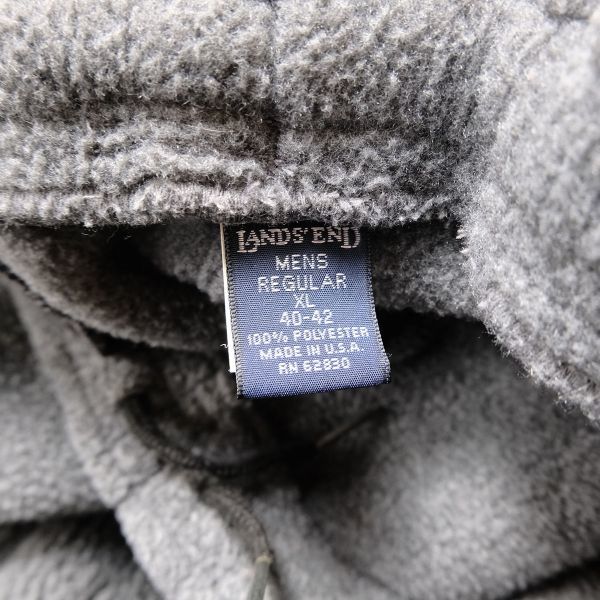 LANDS' END
MENS
REGULAR
XL
40-42
100% POLYESTER
MADE IN U.S.A.
RN 62830